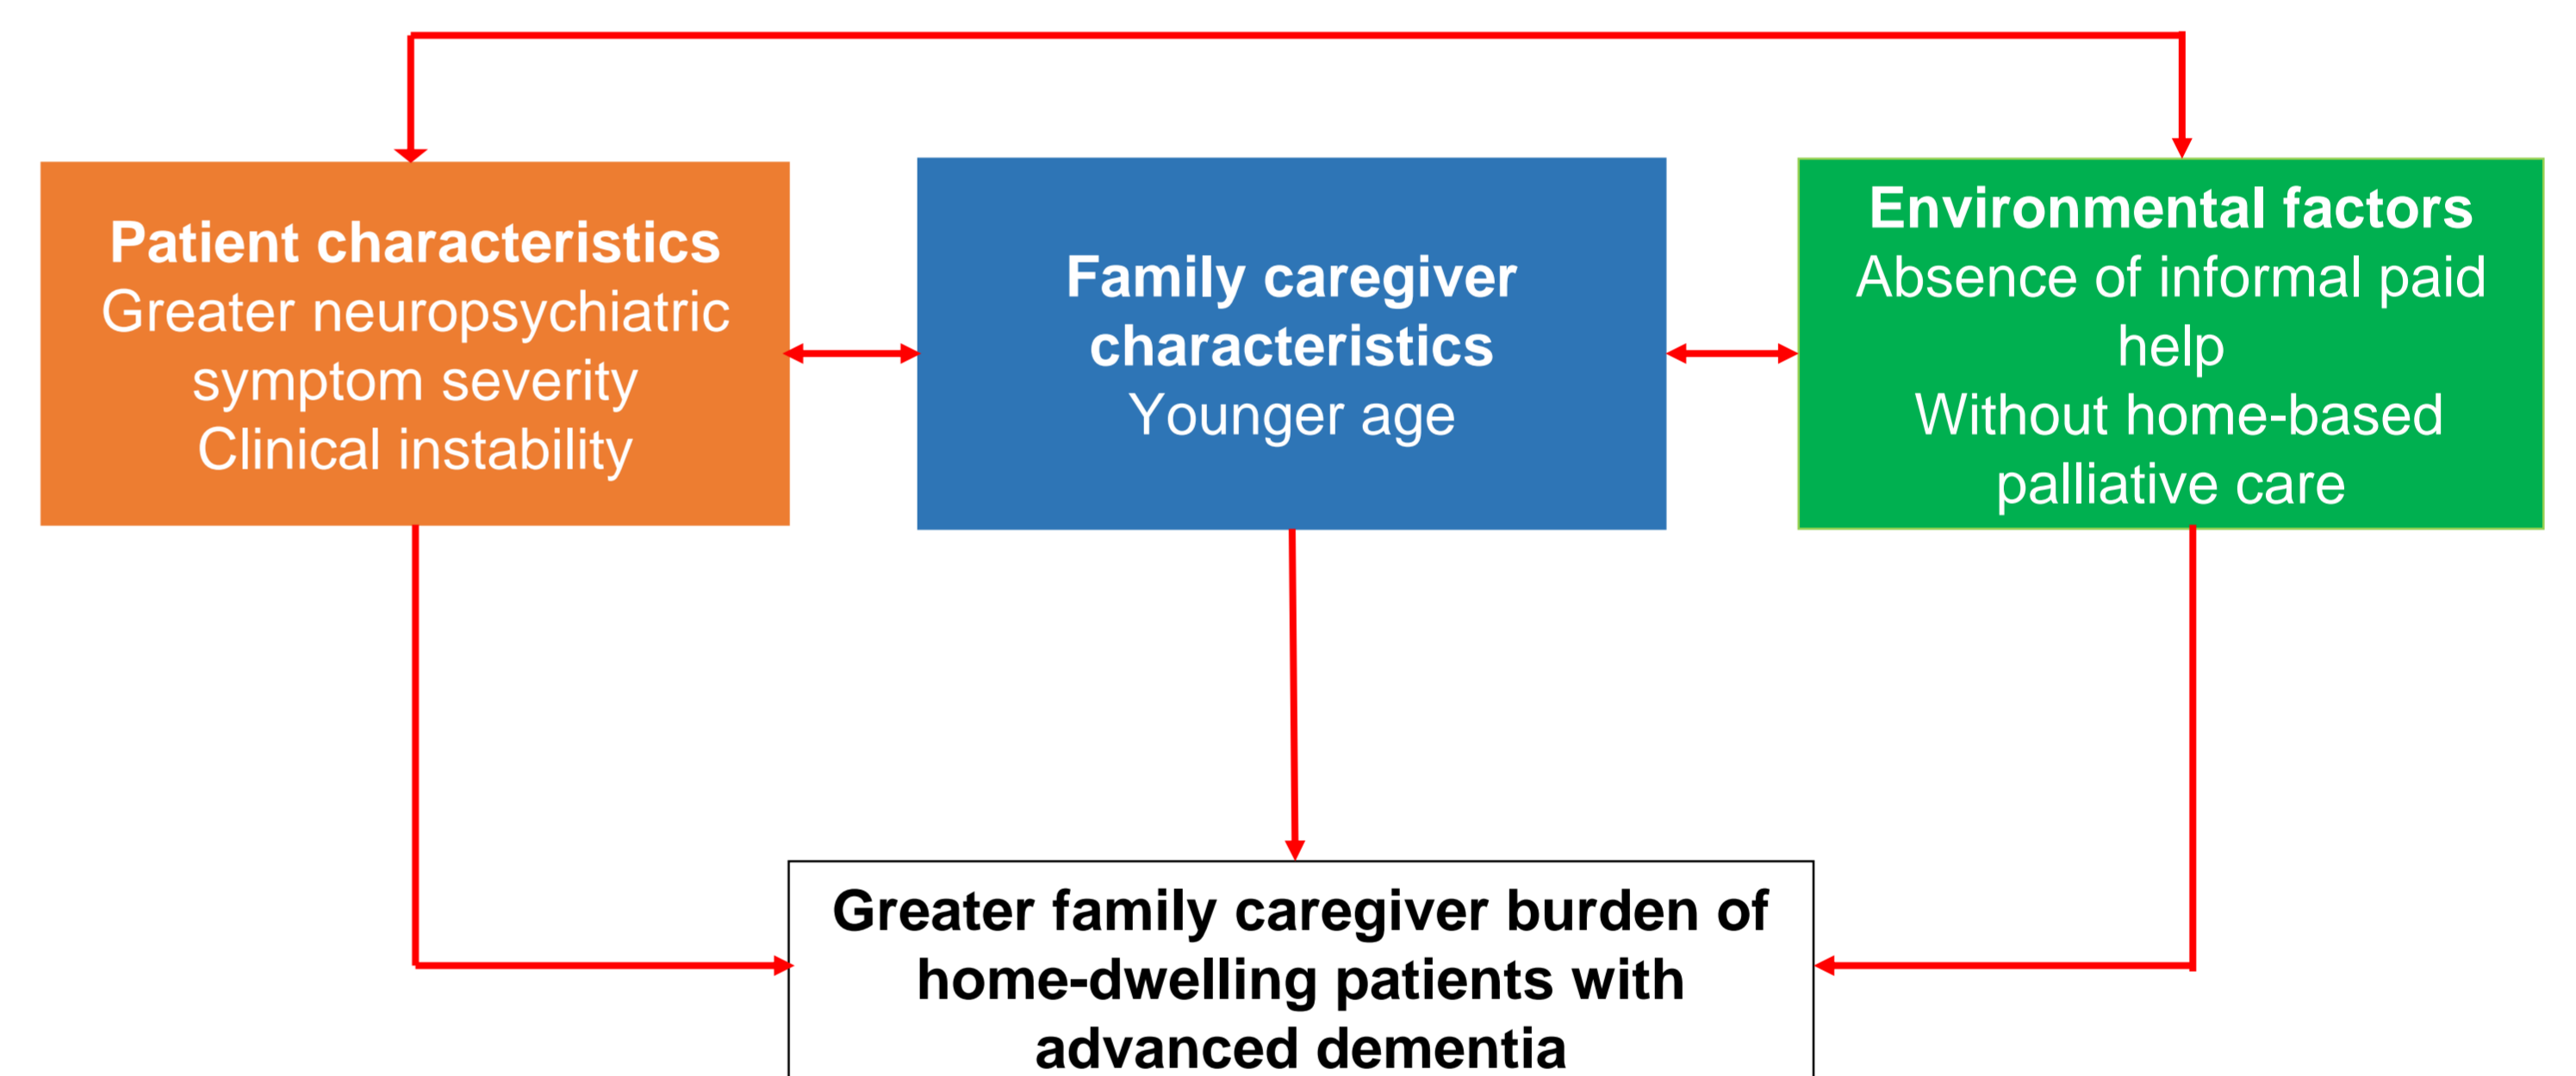 Patient characteristics
Greater neuropsychiatric
symptom severity
Clinical instability
Family caregiver
characteristics
Younger age
Environmental factors
Absence of informal paid
help
Without home-based
palliative care
Greater family caregiver burden of
home-dwelling patients with
advanced dementia